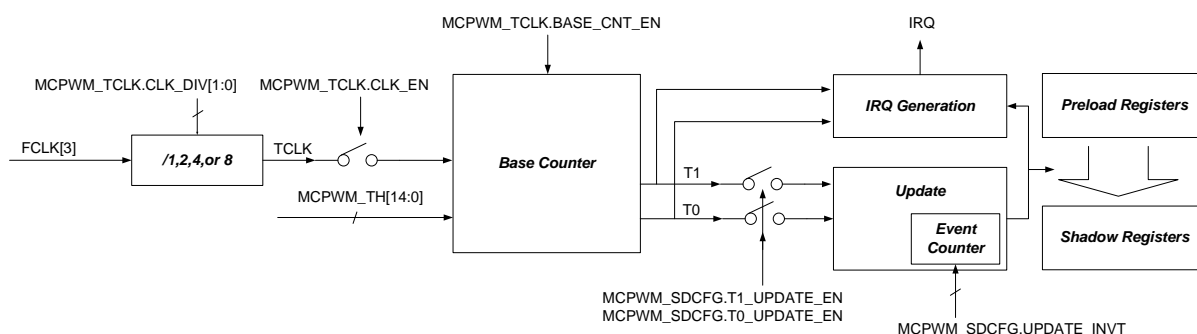 MCPWM_TCLK.BASE_CNT_EN
IRQ
MCPWM_TCLK.CLK_DIV[1:0]
MCPWM_TCLK.CLK_EN
IRQ Generation
Preload Registers
FCLK[3]
/1,2,4,or 8
TCLK
Base Counter
T1
MCPWM_TH[14:0]
Update
T0
Event
Counter
Shadow Registers
MCPWM_SDCFG.T1_UPDATE_EN
MCPWM_SDCFG.T0_UPDATE_EN
MCPWM_SDCFG.UPDATE_INVT